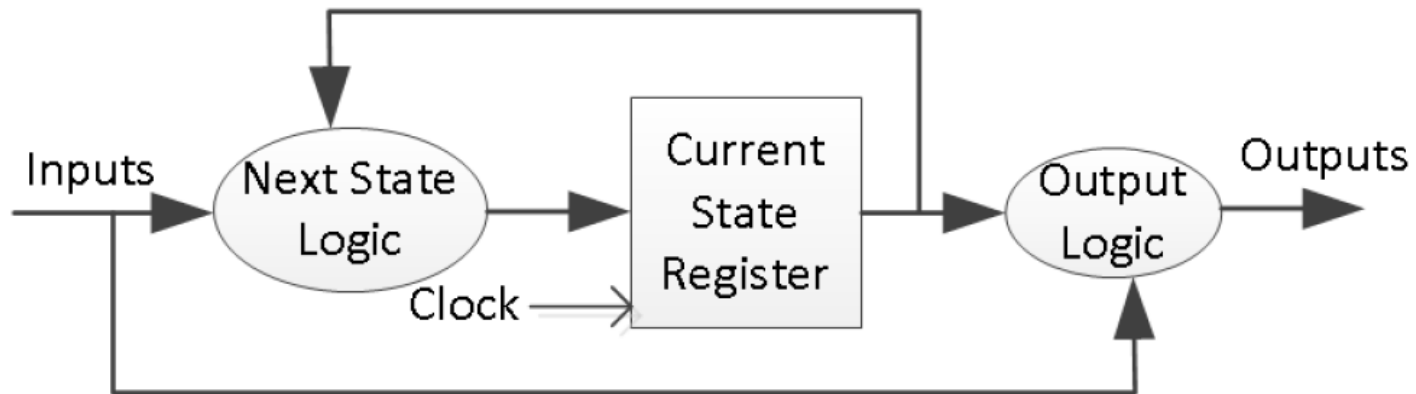 Inputs
Next State
Logic
Clock
Current
State
Register
Output
Logic
Outputs